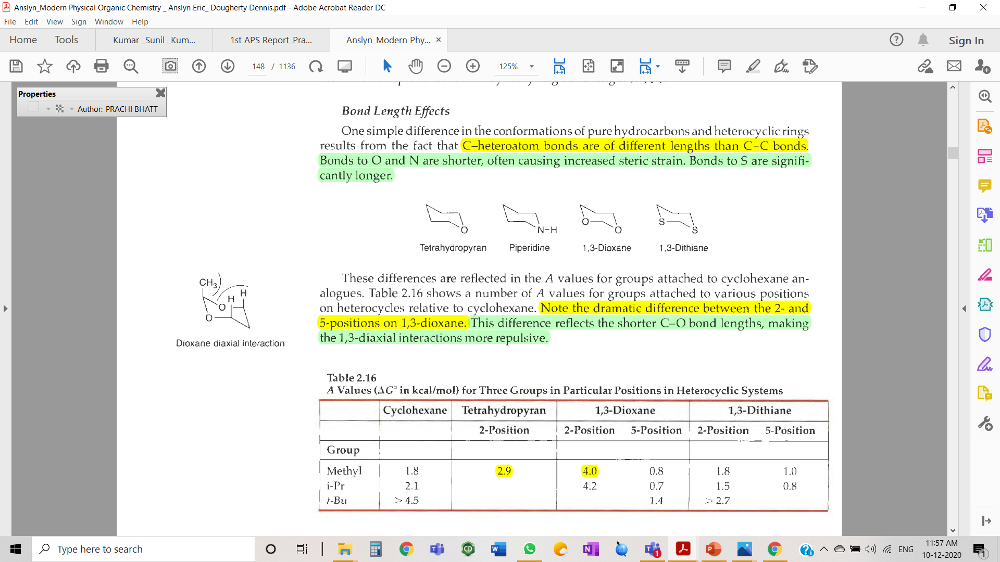 Anslyn_Modern Physical Organic Chemistry _ Anslyn Eric_ Dougherty Dennis.pdf - Adobe Acrobat Reader DC
File Edit View Sign Window Help
Home Tools Kumar _Sunil _Kum... 1st APS Report_Pra... Anslyn_Modern Phy... × Sign In
148 / 1136 125%
Properties
Author: PRACHI BHATT
Bond Length Effects
One simple difference in the conformations of pure hydrocarbons and heterocyclic rings
results from the fact that C–heteroatom bonds are of different lengths than C–C bonds.
Bonds to O and N are shorter, often causing increased steric strain. Bonds to S are signifi-
cantly longer.
O N-H O O S S
Tetrahydropyran Piperidine 1,3-Dioxane 1,3-Dithiane
These differences are reflected in the A values for groups attached to cyclohexane an-
alogues. Table 2.16 shows a number of A values for groups attached to various positions
on heterocycles relative to cyclohexane. Note the dramatic difference between the 2- and
5-positions on 1,3-dioxane. This difference reflects the shorter C–O bond lengths, making
the 1,3-diaxial interactions more repulsive.
CH3
H H
O
O
Dioxane diaxial interaction
Table 2.16
A Values (ΔG° in kcal/mol) for Three Groups in Particular Positions in Heterocyclic Systems
Cyclohexane Tetrahydropyran 1,3-Dioxane 1,3-Dithiane
2-Position 2-Position 5-Position 2-Position 5-Position
Group
Methyl 1.8 2.9 4.0 0.8 1.8 1.0
i-Pr 2.1 4.2 0.7 1.5 0.8
t-Bu > 4.5 1.4 > 2.7
Type here to search
ENG
11:57 AM
10-12-2020
1
1